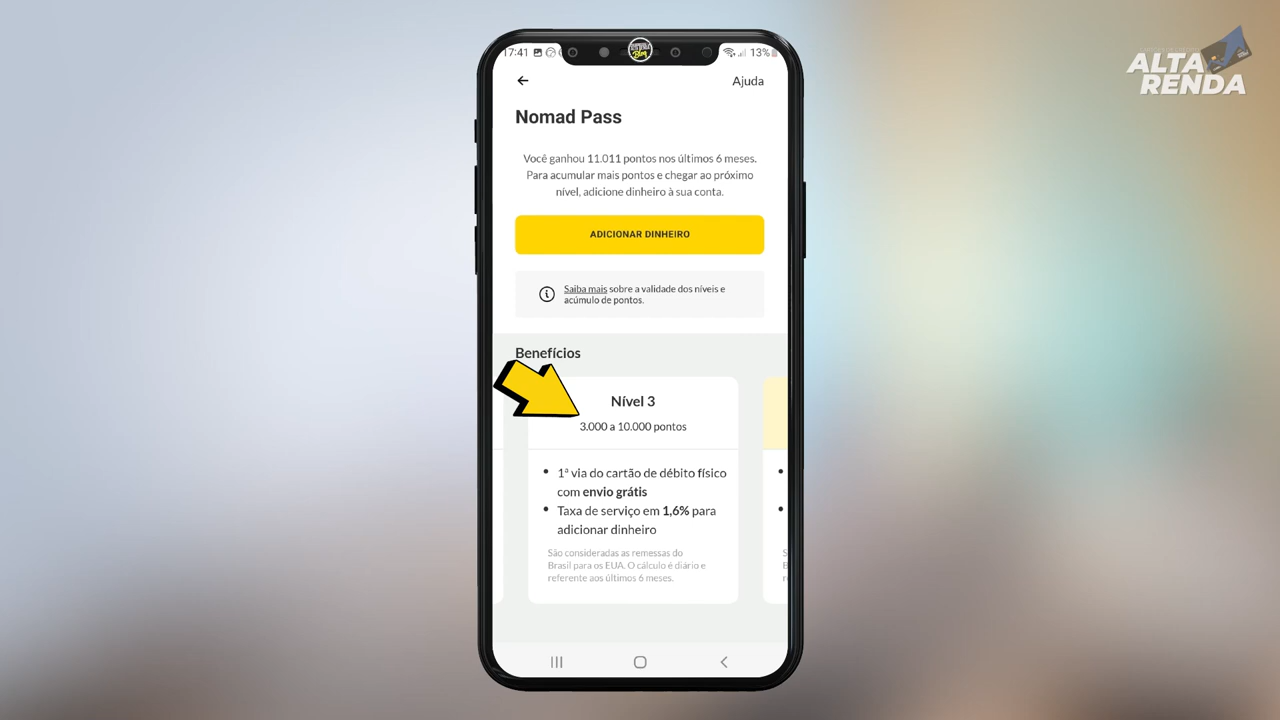 17:41
13%
ALTA
RENDA
Ajuda
Nomad Pass
Você ganhou 11.011 pontos nos últimos 6 meses.
Para acumular mais pontos e chegar ao próximo
nível, adicione dinheiro à sua conta.
ADICIONAR DINHEIRO
Saiba mais sobre a validade dos níveis e
acúmulo de pontos.
Benefícios
Nível 3
3.000 a 10.000 pontos
• 1ª via do cartão de débito físico
com envio grátis
• Taxa de serviço em 1,6% para
adicionar dinheiro
São consideradas as remessas do
Brasil para os EUA. O cálculo é diário e
referente aos últimos 6 meses.